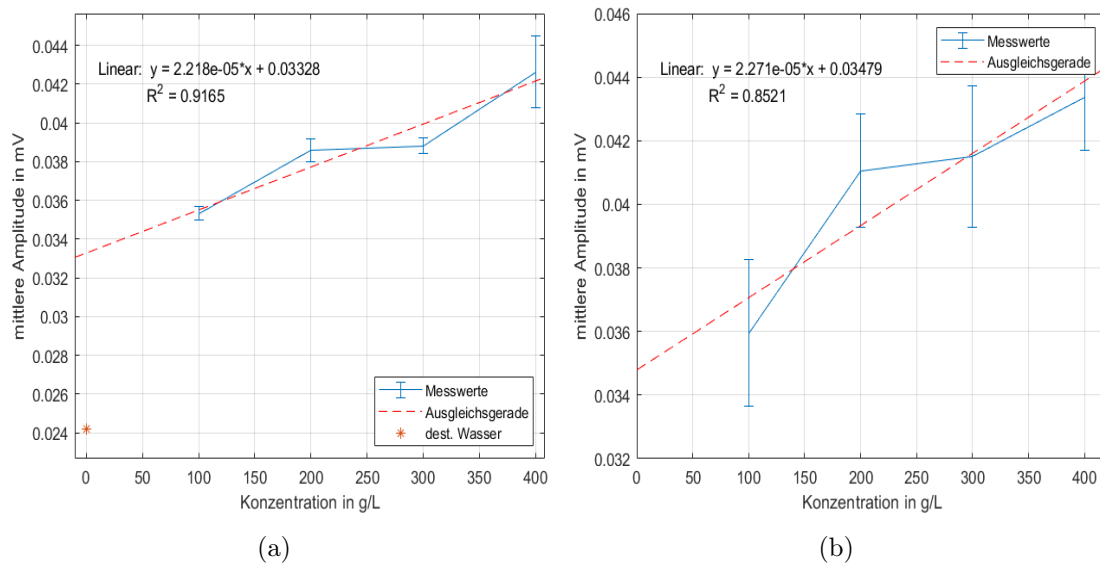 Linear: y = 2.218e-05*x + 0.03328
R² = 0.9165
mittlere Amplitude in mV
0.044
0.042
0.04
0.038
0.036
0.034
0.032
0.03
0.028
0.026
0.024
Messwerte
Ausgleichsgerade
dest. Wasser
0 50 100 150 200 250 300 350 400
Konzentration in g/L
(a)
Linear: y = 2.271e-05*x + 0.03479
R² = 0.8521
Messwerte
Ausgleichsgerade
mittlere Amplitude in mV
0.046
0.044
0.042
0.04
0.038
0.036
0.034
0.032
0 50 100 150 200 250 300 350 400
Konzentration in g/L
(b)